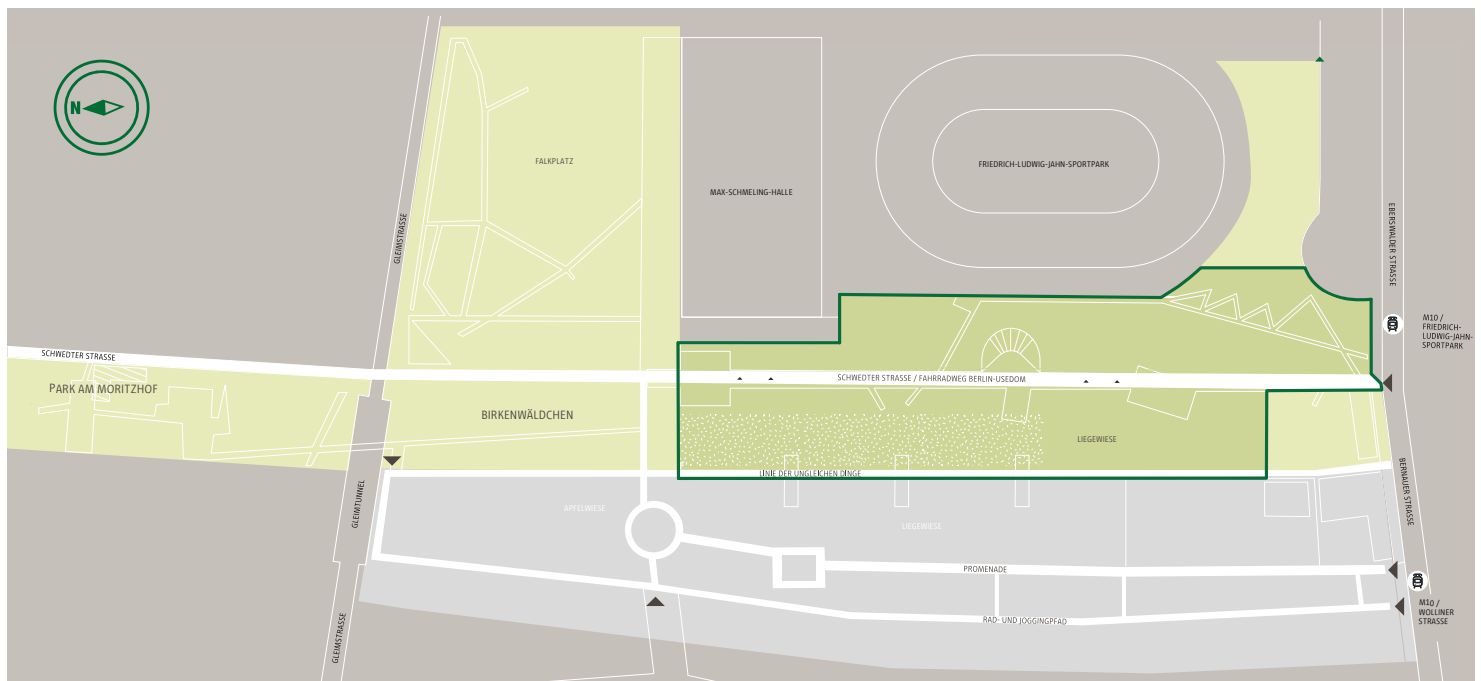 N
FALKPLATZ
MAX-SCHMELING-HALLE
FRIEDRICH-LUDWIG-JAHN-SPORTPARK
GLEIMSTRASSE
EBERSWALDER STRASSE
M10 /
FRIEDRICH-
LUDWIG-JAHN-
SPORTPARK
SCHWEDTER STRASSE
SCHWEDTER STRASSE / FAHRRADWEG BERLIN-USEDOM
PARK AM MORITZHOF
BIRKENWÄLDCHEN
LIEGEWIESE
LINIE DER UNGLEICHEN DINGE
GLEIMTUNNEL
APFELWIESE
LIEGEWIESE
BERNAUER STRASSE
PROMENADE
RAD- UND JOGGINGPFAD
M10 /
WOLLINER
STRASSE
GLEIMSTRASSE